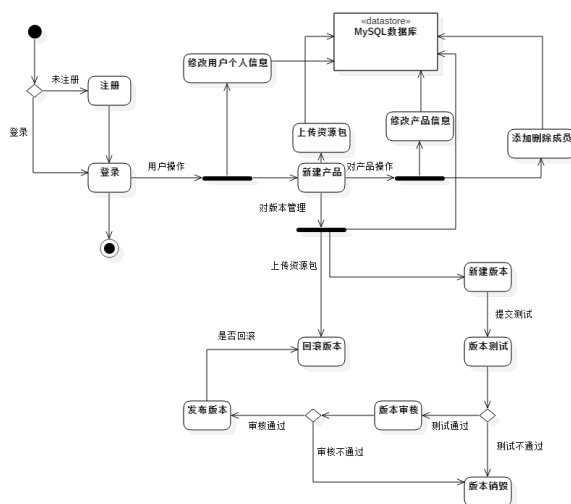 «datastore»
MySQL数据库
修改用户个人信息
未注册
注册
上传资源包
修改产品信息
登录
添加删除成员
登录
用户操作
新建产品
对产品操作
对版本管理
上传资源包
新建版本
提交测试
是否回滚
回滚版本
版本测试
发布版本
版本审核
审核通过
测试通过
测试不通过
审核不通过
版本销毁